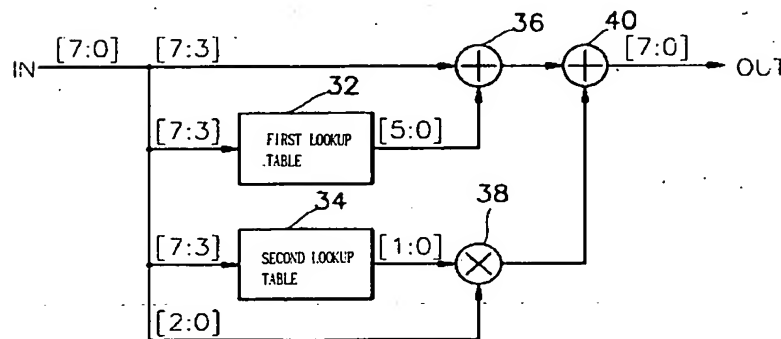 36
40
[7:0]
[7:3]
[7:0]
IN
OUT
32
[7:3]
FIRST LOOKUP
TABLE
[5:0]
34
38
[7:3]
SECOND LOOKUP
TABLE
[1:0]
[2:0]